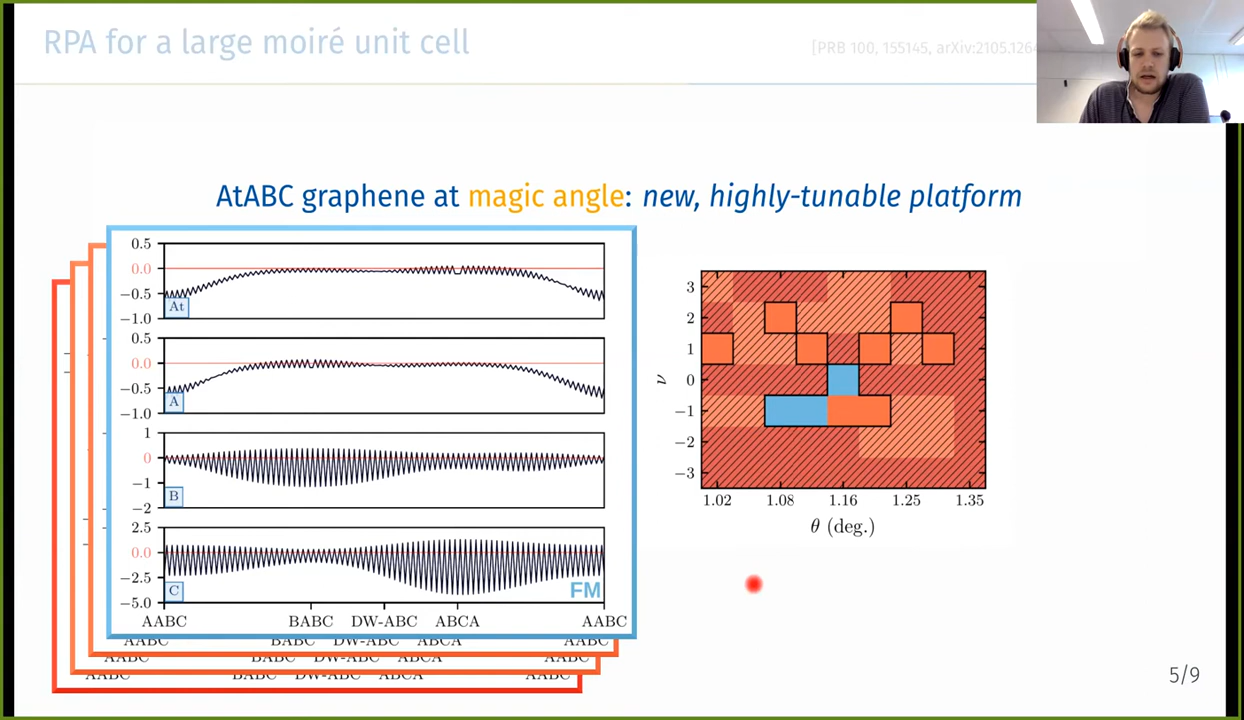 RPA for a large moiré unit cell
[PRB 100, 155145, arXiv:2105.126
AtABC graphene at magic angle: new, highly-tunable platform
0.5
0.0
−0.5
−1.0
At
0.5
0.0
−0.5
−1.0
A
1
0
−1
−2
B
2.5
0.0
−2.5
−5.0
C
FM
AABC BABC DW-ABC ABCA AABC
AABC BABC DW-ABC ABCA AABC
AABC BABC DW-ABC ABCA AABC
AABC BABC DW-ABC ABCA AABC
3
2
1
0
−1
−2
−3
ν
1.02 1.08 1.16 1.25 1.35
θ (deg.)
5/9